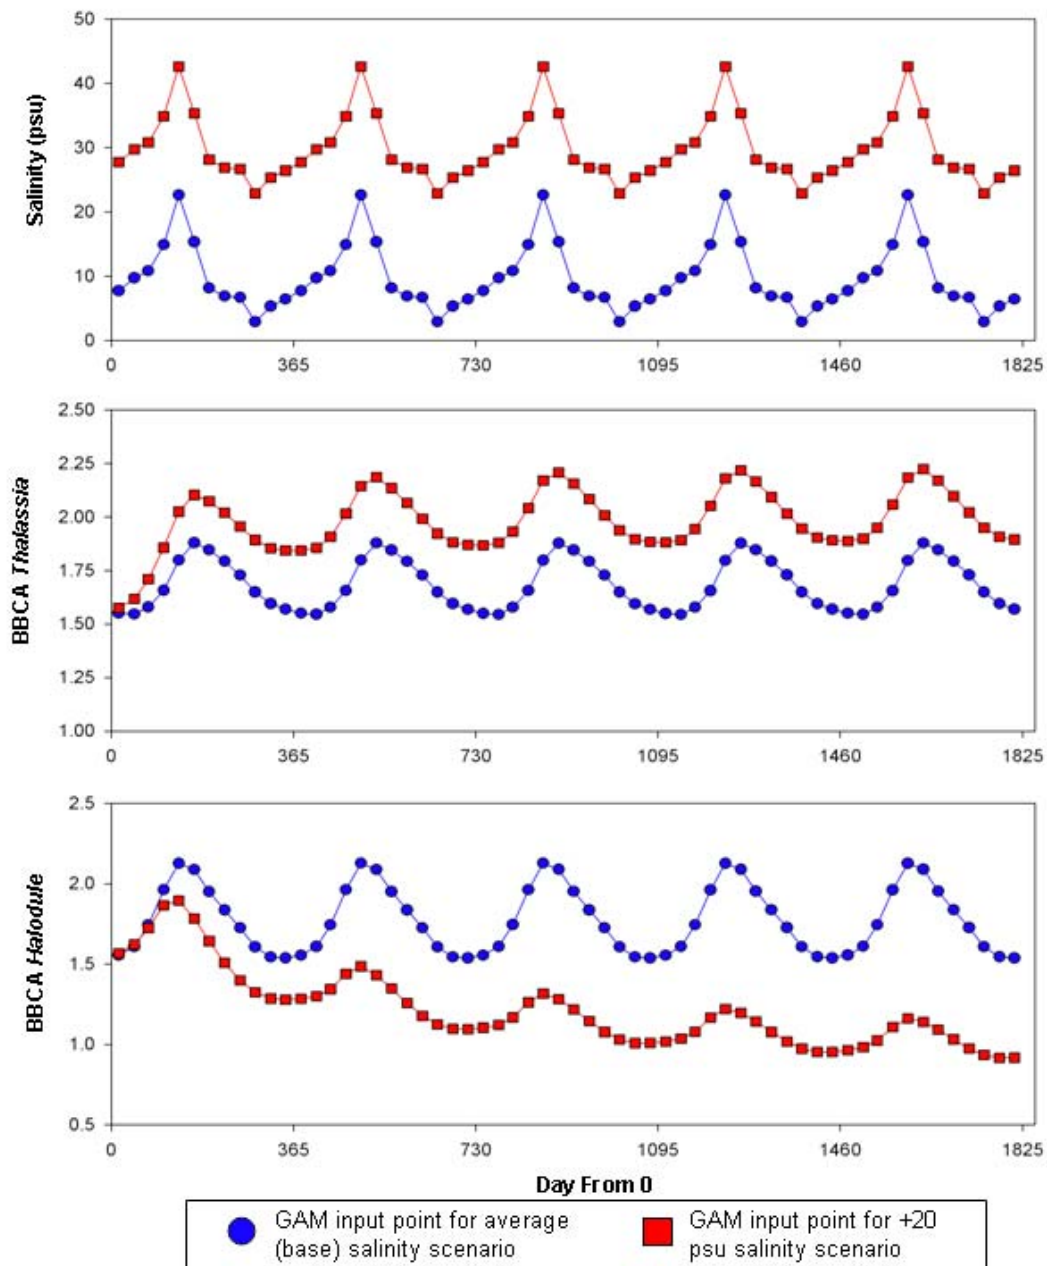 50
40
30
20
10
0
Salinity (psu)
0 365 730 1095 1460 1825
2.50
2.25
2.00
1.75
1.50
1.25
1.00
BBCA Thalassia
0 365 730 1095 1460 1825
2.5
2.0
1.5
1.0
0.5
BBCA Halodule
0 365 730 1095 1460 1825
Day From 0
GAM input point for average
(base) salinity scenario
GAM input point for +20
psu salinity scenario